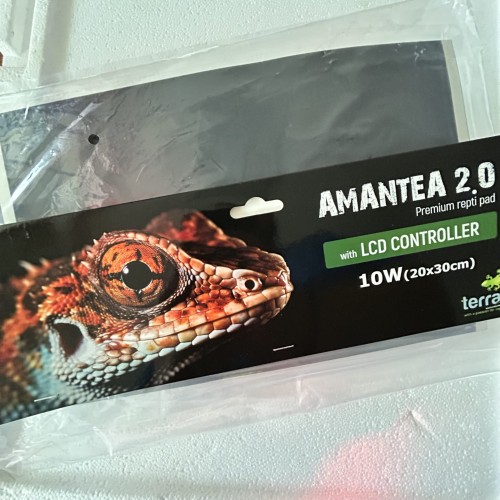 AMANTEA 2.0
Premium repti pad
with LCD CONTROLLER
10W (20x30cm)
terra